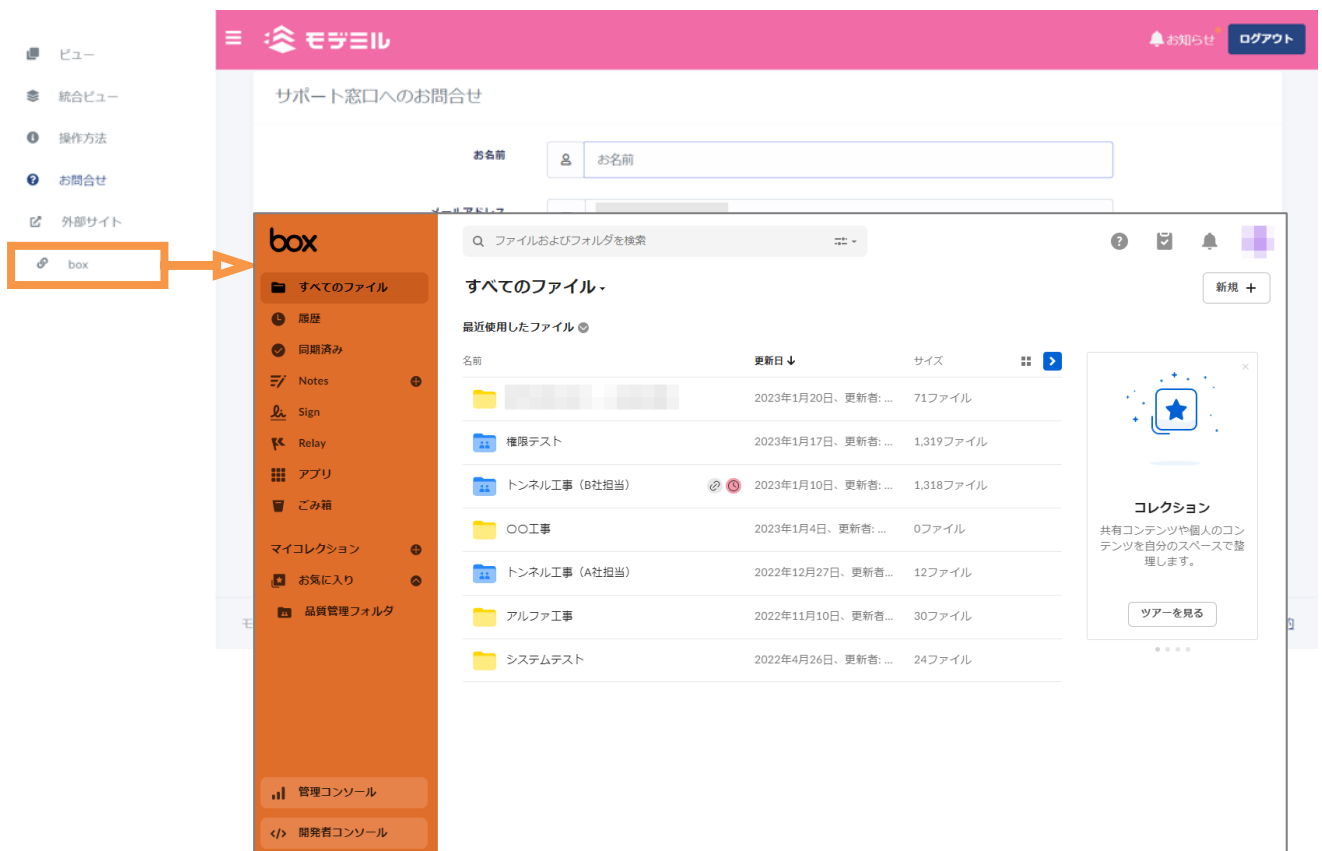 ビュー
統合ビュー
操作方法
お問合せ
外部サイト
box
モデミル
お知らせ
ログアウト
サポート窓口へのお問合せ
お名前
お名前
メールアドレス
box
すべてのファイル
履歴
同期済み
Notes
Sign
Relay
アプリ
ごみ箱
マイコレクション
お気に入り
品質管理フォルダ
管理コンソール
</> 開発者コンソール
ファイルおよびフォルダを検索
すべてのファイル
新規 +
最近使用したファイル
名前 更新日 サイズ
2023年1月20日、更新者: ... 71ファイル
権限テスト 2023年1月17日、更新者: ... 1,319ファイル
トンネル工事（B社担当） 2023年1月10日、更新者: ... 1,318ファイル
〇〇工事 2023年1月4日、更新者: ... 0ファイル
トンネル工事（A社担当） 2022年12月27日、更新者... 12ファイル
アルファ工事 2022年11月10日、更新者... 30ファイル
システムテスト 2022年4月26日、更新者: ... 24ファイル
コレクション
共有コンテンツや個人のコン
テンツを自分のスペースで整
理します。
ツアーを見る
モ